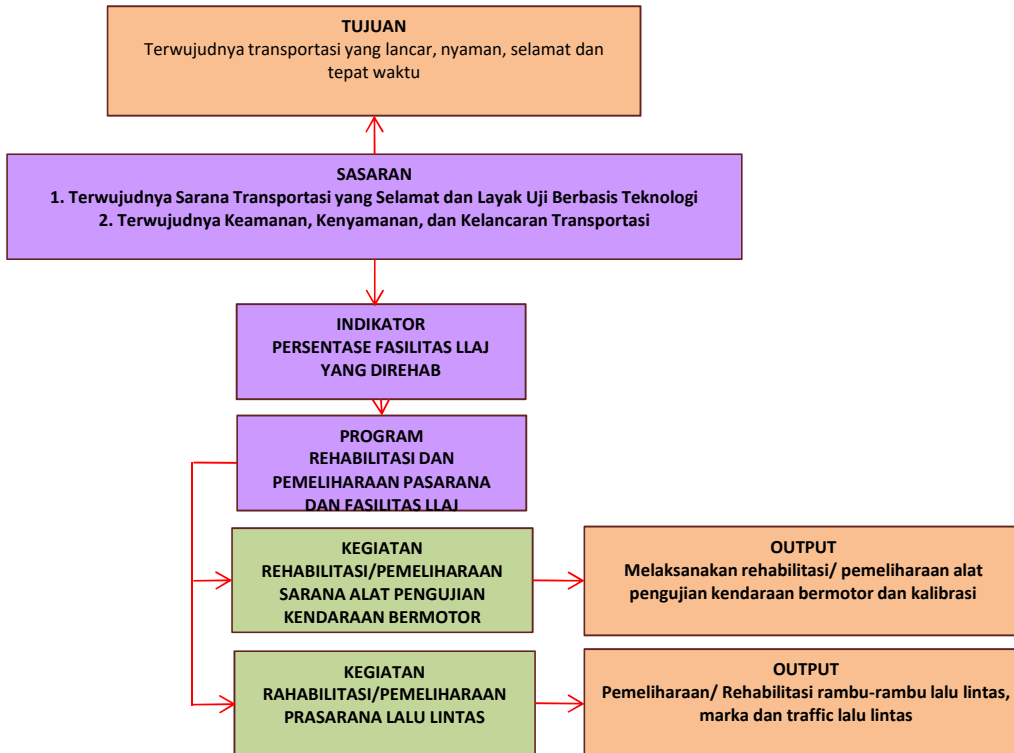 TUJUAN
Terwujudnya transportasi yang lancar, nyaman, selamat dan
tepat waktu
SASARAN
1. Terwujudnya Sarana Transportasi yang Selamat dan Layak Uji Berbasis Teknologi
2. Terwujudnya Keamanan, Kenyamanan, dan Kelancaran Transportasi
INDIKATOR
PERSENTASE FASILITAS LLAJ
YANG DIREHAB
PROGRAM
REHABILITASI DAN
PEMELIHARAAN PASARANA
DAN FASILITAS LLAJ
KEGIATAN
REHABILITASI/PEMELIHARAAN
SARANA ALAT PENGUJIAN
KENDARAAN BERMOTOR
OUTPUT
Melaksanakan rehabilitasi/ pemeliharaan alat
pengujian kendaraan bermotor dan kalibrasi
KEGIATAN
RAHABILITASI/PEMELIHARAAN
PRASARANA LALU LINTAS
OUTPUT
Pemeliharaan/ Rehabilitasi rambu-rambu lalu lintas,
marka dan traffic lalu lintas